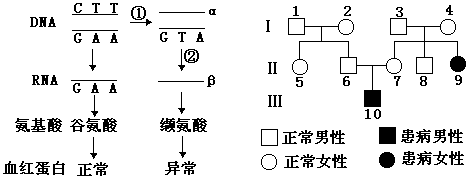 DNA C T T ① α
G A A G T A
②
RNA G A A β
氨基酸 谷氨酸 缬氨酸
血红蛋白 正常 异常
I 1 2 3 4
II 5 6 7 8 9
III 10
正常男性 患病男性
正常女性 患病女性